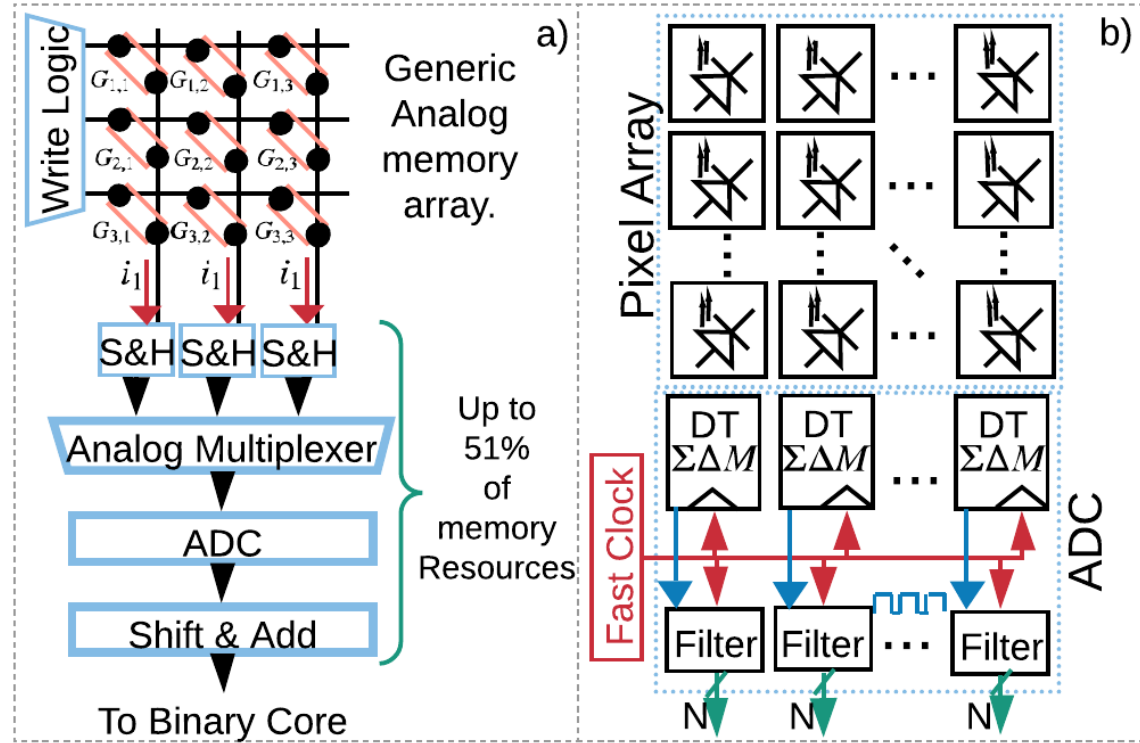 a)
Write Logic
G1,1
G1,2
G1,3
G2,1
G2,2
G2,3
G3,1
G3,2
G3,3
Generic
Analog
memory
array.
i1
i1
i1
S&H
S&H
S&H
Analog Multiplexer
ADC
Shift & Add
To Binary Core
Up to
51%
of
memory
Resources
b)
Pixel Array
...
...
...
DT
ΣΔM
DT
ΣΔM
...
DT
ΣΔM
ADC
Fast Clock
Filter
Filter
...
Filter
N
N
N